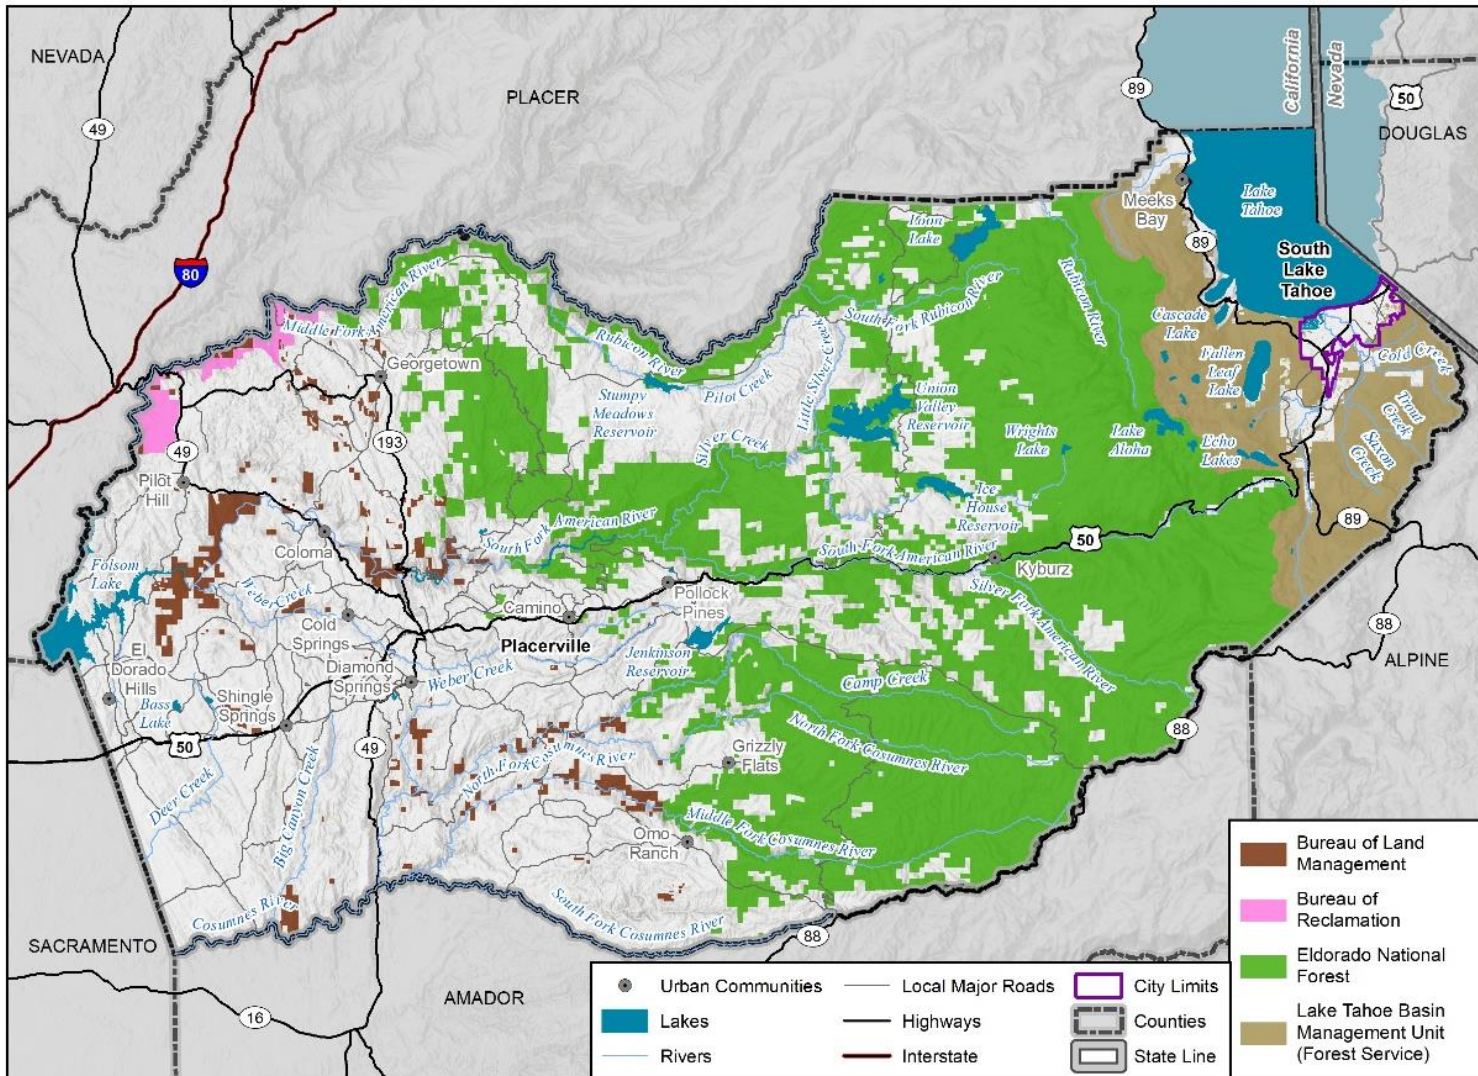 NEVADA
PLACER
California
Nevada
89
50
DOUGLAS
49
80
Lake
Tahoe
Meeks
Bay
89
South
Lake
Tahoe
Loon
Lake
Rubicon River
South Fork Rubicon River
Middle Fork American River
Rubicon River
Georgetown
Stumpy
Meadows
Reservoir
Pilot Creek
Little Silver Creek
Union
Valley
Reservoir
Cascade
Lake
Fallen
Leaf
Lake
Cold Creek
Trout
Creek
Saxon
Creek
Wrights
Lake
Lake
Aloha
Echo
Lakes
Silver Creek
193
49
Pilot
Hill
Ice
House
Reservoir
South Fork American River
South Fork American River
50
89
Coloma
Folsom
Lake
Weber Creek
Kyburz
Silver Fork American River
Camino
Pollock
Pines
Cold
Springs
Placerville
88
ALPINE
El
Dorado
Hills
Diamond
Springs
Weber Creek
Jenkinson
Reservoir
Camp Creek
Bass
Lake
Shingle
Springs
50
49
88
North Fork Cosumnes River
North Fork Cosumnes River
Grizzly
Flats
Deer Creek
Big Canyon Creek
Omo
Ranch
Middle Fork Cosumnes River
Cosumnes River
South Fork Cosumnes River
88
SACRAMENTO
AMADOR
16
Bureau of Land
Management
Bureau of
Reclamation
Eldorado National
Forest
Lake Tahoe Basin
Management Unit
(Forest Service)
Urban Communities
Local Major Roads
City Limits
Lakes
Highways
Counties
Rivers
Interstate
State Line